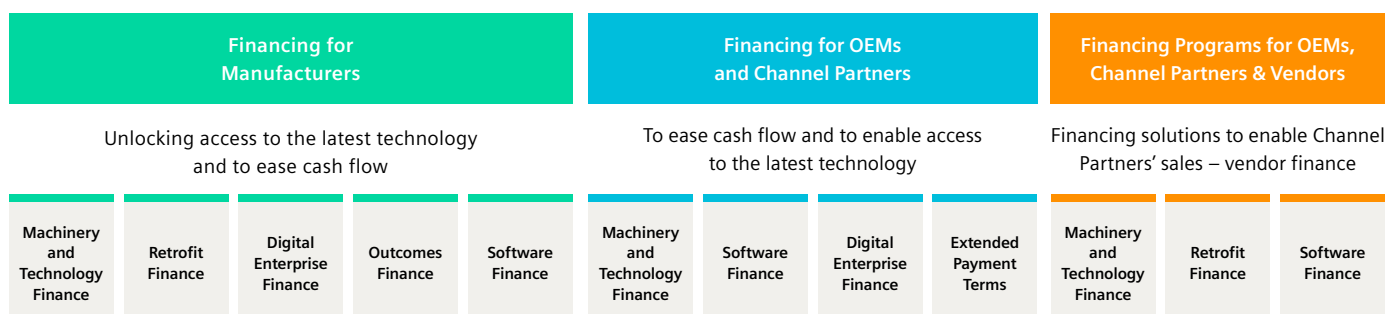 Financing for
Manufacturers
Unlocking access to the latest technology
and to ease cash flow
Machinery
and
Technology
Finance
Retrofit
Finance
Digital
Enterprise
Finance
Outcomes
Finance
Software
Finance
Financing for OEMs
and Channel Partners
To ease cash flow and to enable access
to the latest technology
Machinery
and
Technology
Finance
Software
Finance
Digital
Enterprise
Finance
Extended
Payment
Terms
Financing Programs for OEMs,
Channel Partners & Vendors
Financing solutions to enable Channel
Partners’ sales – vendor finance
Machinery
and
Technology
Finance
Retrofit
Finance
Software
Finance